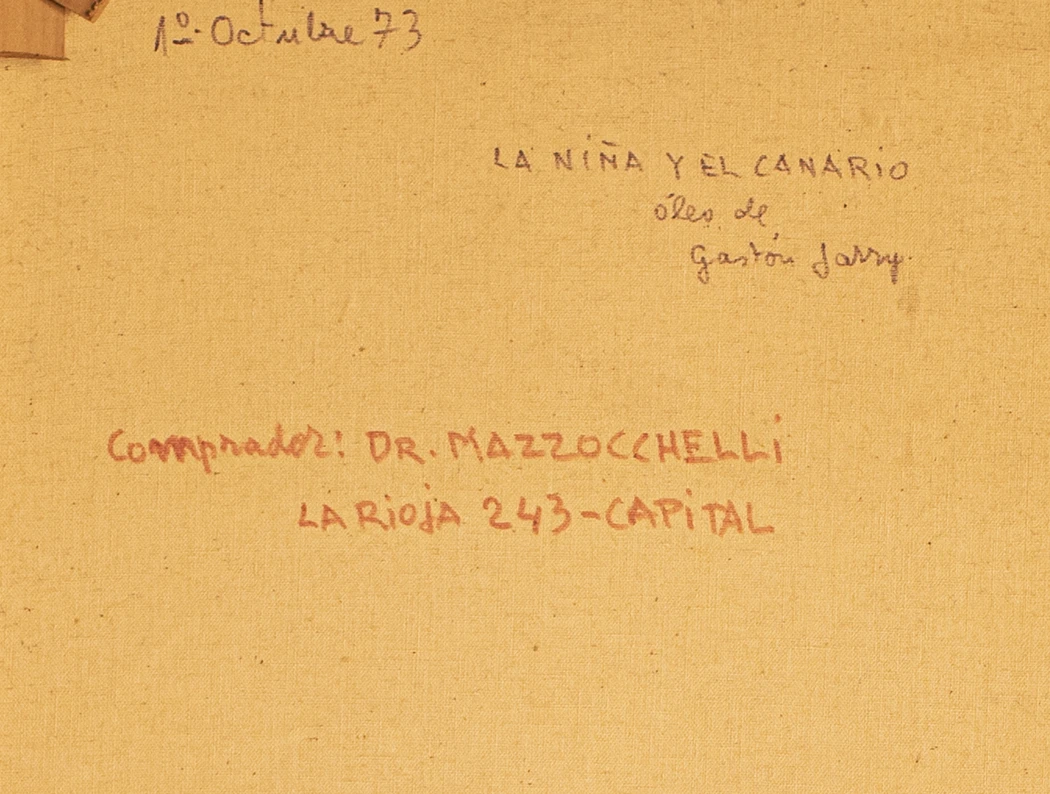 1º-Octubre 73
LA NIÑA Y EL CANARIO
óleo de
Gastón Jarry.
Comprador: DR. MAZZOCCHELLI
LA RIOJA 243-CAPITAL